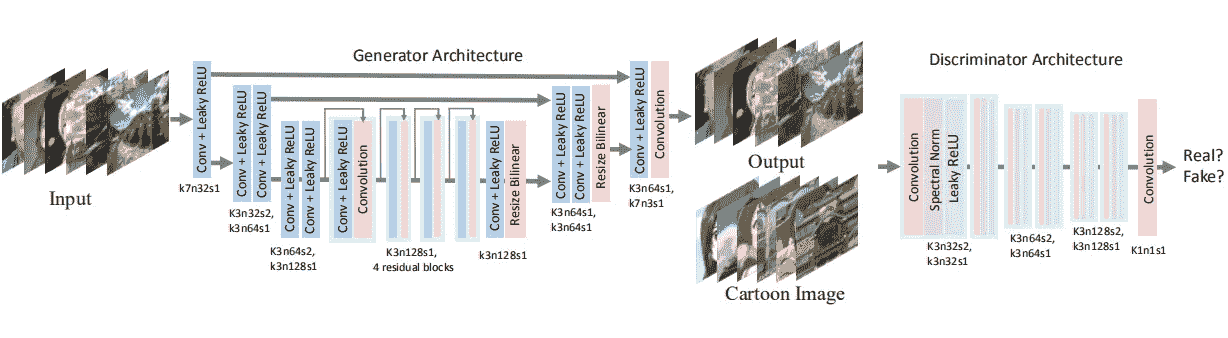 Generator Architecture
Discriminator Architecture
Input
Conv + Leaky ReLU
k7n32s1
Conv + Leaky ReLU
Conv + Leaky ReLU
K3n32s2,
k3n64s1
Conv + Leaky ReLU
Conv + Leaky ReLU
K3n64s2,
k3n128s1
Conv + Leaky ReLU
Convolution
K3n128s1,
4 residual blocks
Conv + Leaky ReLU
Resize Bilinear
k3n128s1
Conv + Leaky ReLU
Conv + Leaky ReLU
Resize Bilinear
K3n64s1,
k3n64s1
Conv + Leaky ReLU
Convolution
K3n64s1,
k7n3s1
Output
Cartoon Image
Convolution
Spectral Norm
Leaky ReLU
K3n32s2,
k3n32s1
K3n64s2,
k3n64s1
K3n128s2,
k3n128s1
Convolution
K1n1s1
Real?
Fake?